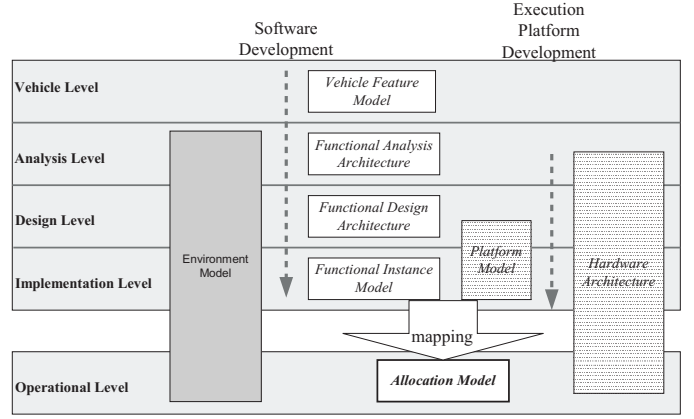 Software
Development
Execution
Platform
Development
Vehicle Level
Vehicle Feature
Model
Analysis Level
Functional Analysis
Architecture
Design Level
Functional Design
Architecture
Environment
Model
Platform
Model
Hardware
Architecture
Implementation Level
Functional Instance
Model
mapping
Operational Level
Allocation Model